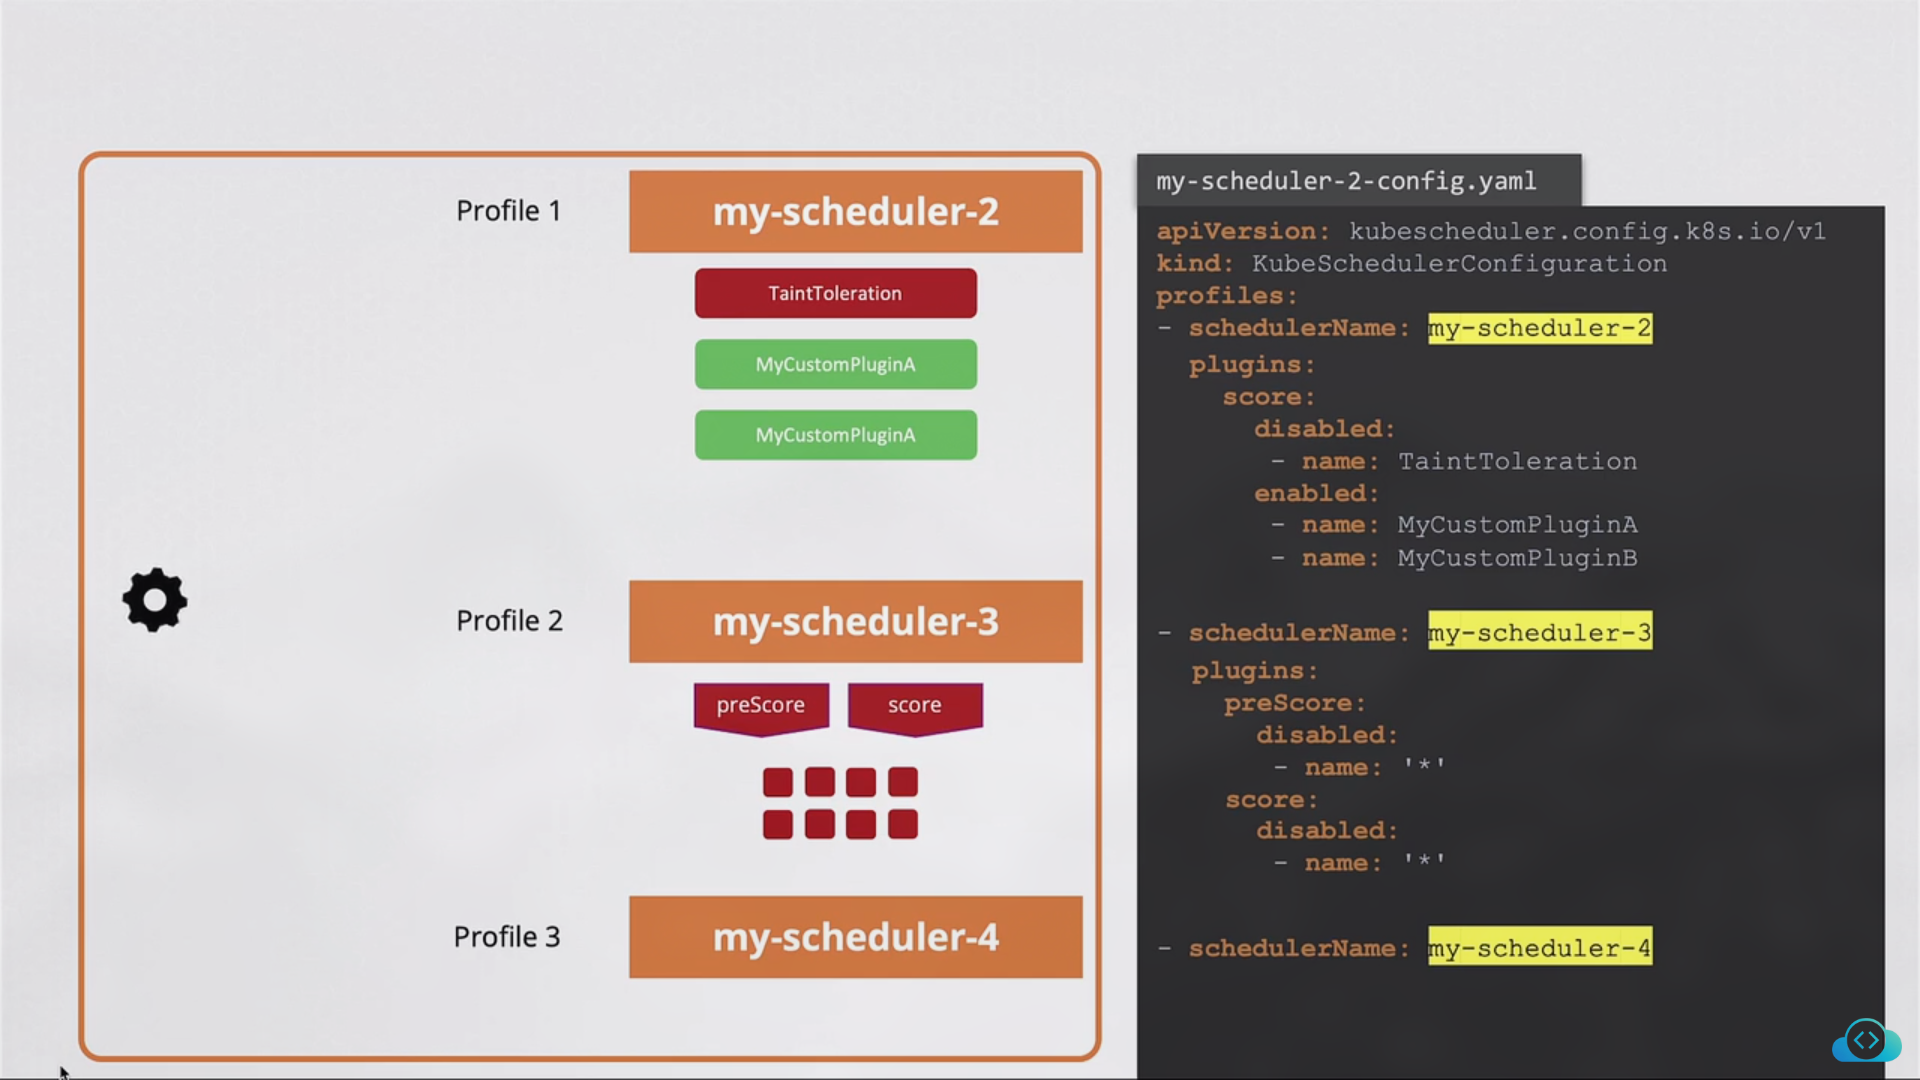 Profile 1
my-scheduler-2
TaintToleration
MyCustomPluginA
MyCustomPluginA
Profile 2
my-scheduler-3
preScore
score
Profile 3
my-scheduler-4
my-scheduler-2-config.yaml
apiVersion: kubescheduler.config.k8s.io/v1
kind: KubeSchedulerConfiguration
profiles:
- schedulerName: my-scheduler-2
  plugins:
    score:
      disabled:
       - name: TaintToleration
      enabled:
       - name: MyCustomPluginA
       - name: MyCustomPluginB
- schedulerName: my-scheduler-3
  plugins:
    preScore:
      disabled:
       - name: '*'
    score:
      disabled:
       - name: '*'
- schedulerName: my-scheduler-4